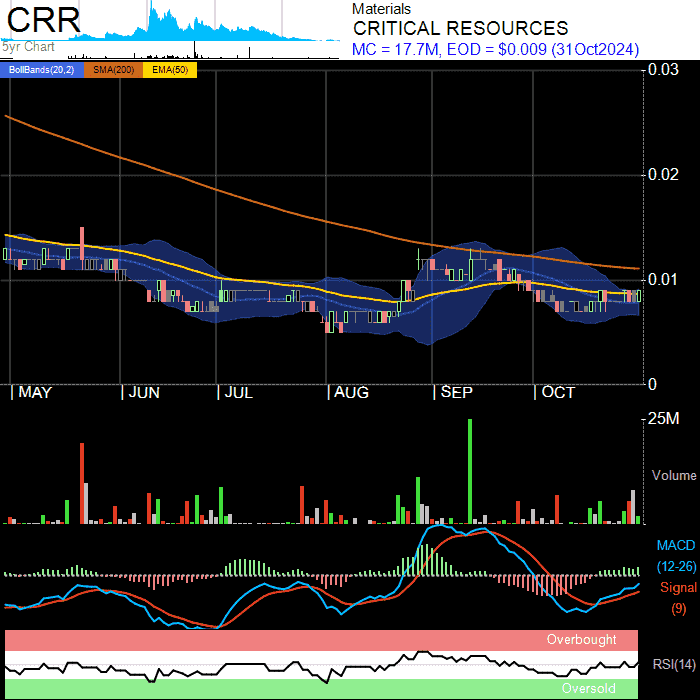 CRR
5yr Chart
Materials
CRITICAL RESOURCES
MC = 17.7M, EOD = $0.009 (31Oct2024)
BollBands(20,2) SMA(200) EMA(50)
0.03
0.02
0.01
0
MAY JUN JUL AUG SEP OCT
25M
Volume
MACD
(12-26)
Signal
(9)
Overbought
RSI(14)
Oversold